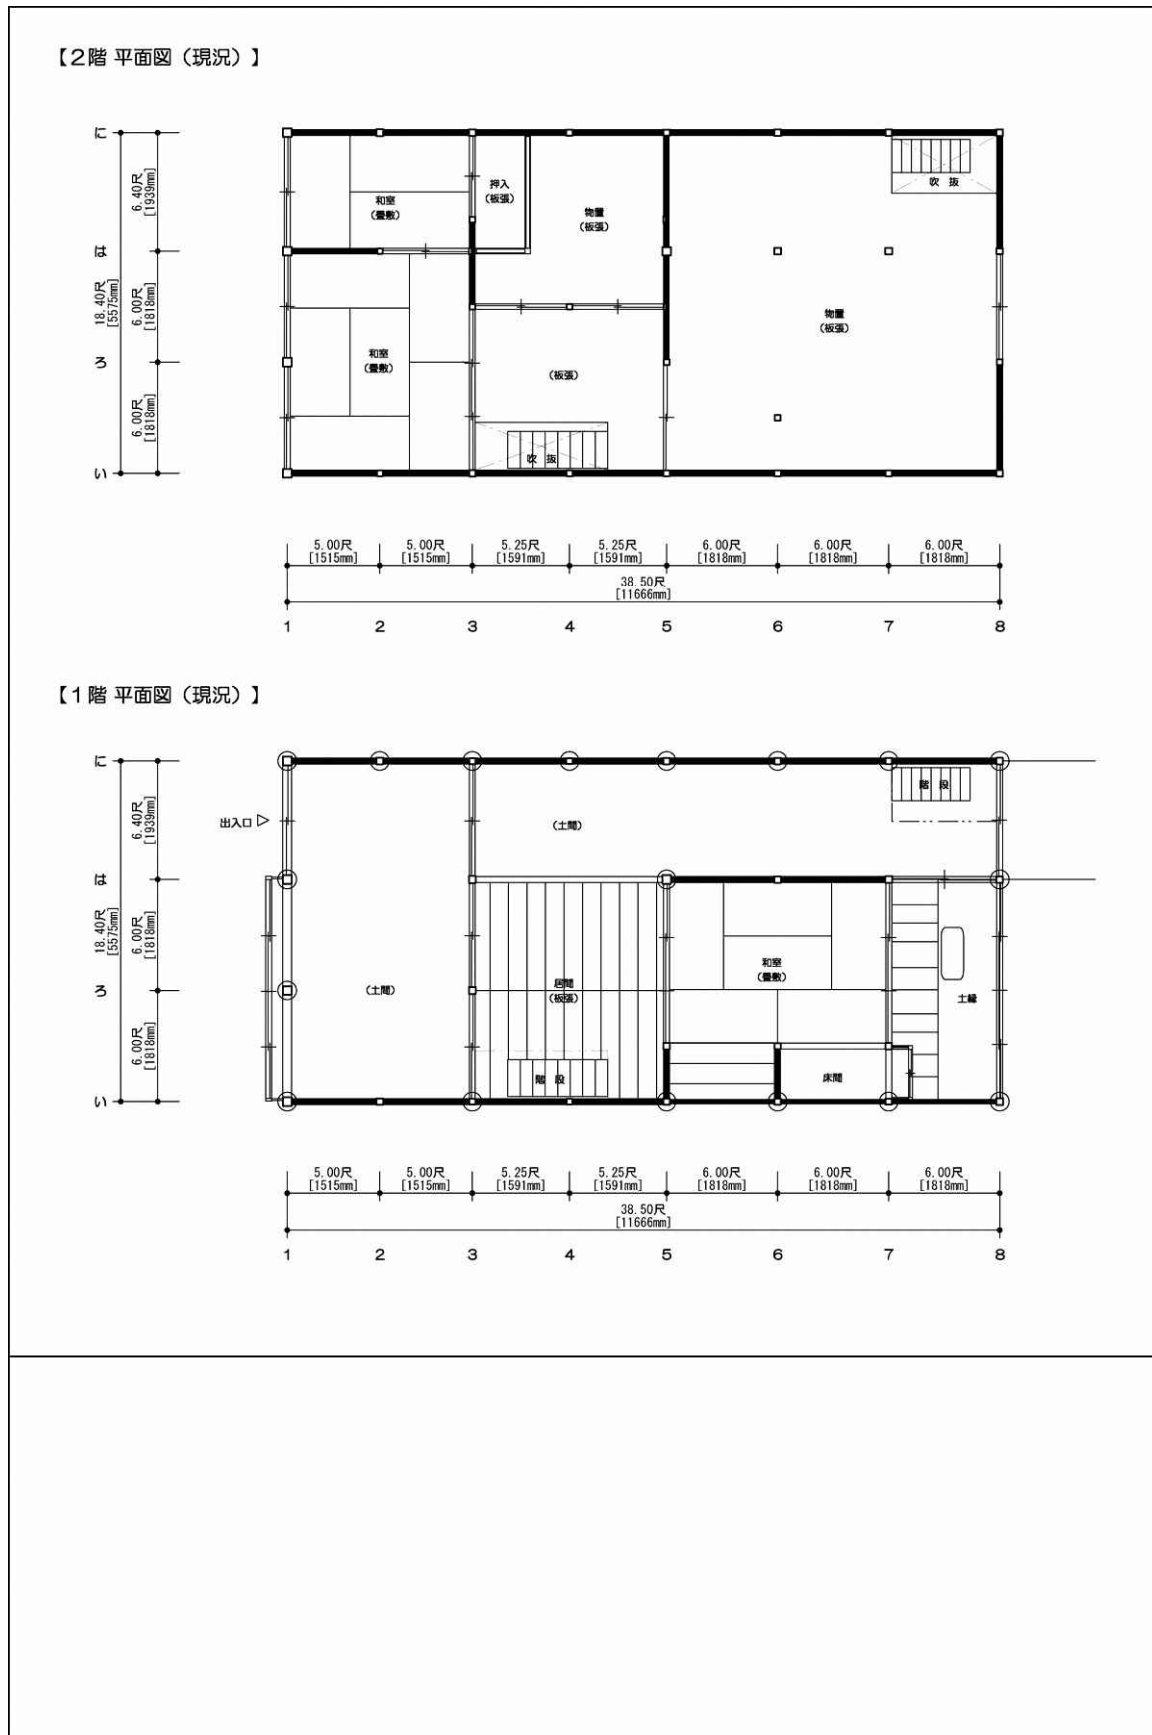 【2階 平面図（現況）】
に
は
ろ
い
6.40尺
[1939mm]
6.00尺
[1818mm]
6.00尺
[1818mm]
18.40尺
[5575mm]
和室
（畳敷）
押入
（板張）
物置
（板張）
吹 抜
和室
（畳敷）
（板張）
物置
（板張）
吹 抜
5.00尺
[1515mm]
5.00尺
[1515mm]
5.25尺
[1591mm]
5.25尺
[1591mm]
6.00尺
[1818mm]
6.00尺
[1818mm]
6.00尺
[1818mm]
38.50尺
[11666mm]
1 2 3 4 5 6 7 8
【1階 平面図（現況）】
に
は
ろ
い
6.40尺
[1939mm]
6.00尺
[1818mm]
6.00尺
[1818mm]
18.40尺
[5575mm]
出入口
（土間）
階 段
（土間）
居間
（板張）
和室
（畳敷）
土縁
階 段
床間
5.00尺
[1515mm]
5.00尺
[1515mm]
5.25尺
[1591mm]
5.25尺
[1591mm]
6.00尺
[1818mm]
6.00尺
[1818mm]
6.00尺
[1818mm]
38.50尺
[11666mm]
1 2 3 4 5 6 7 8